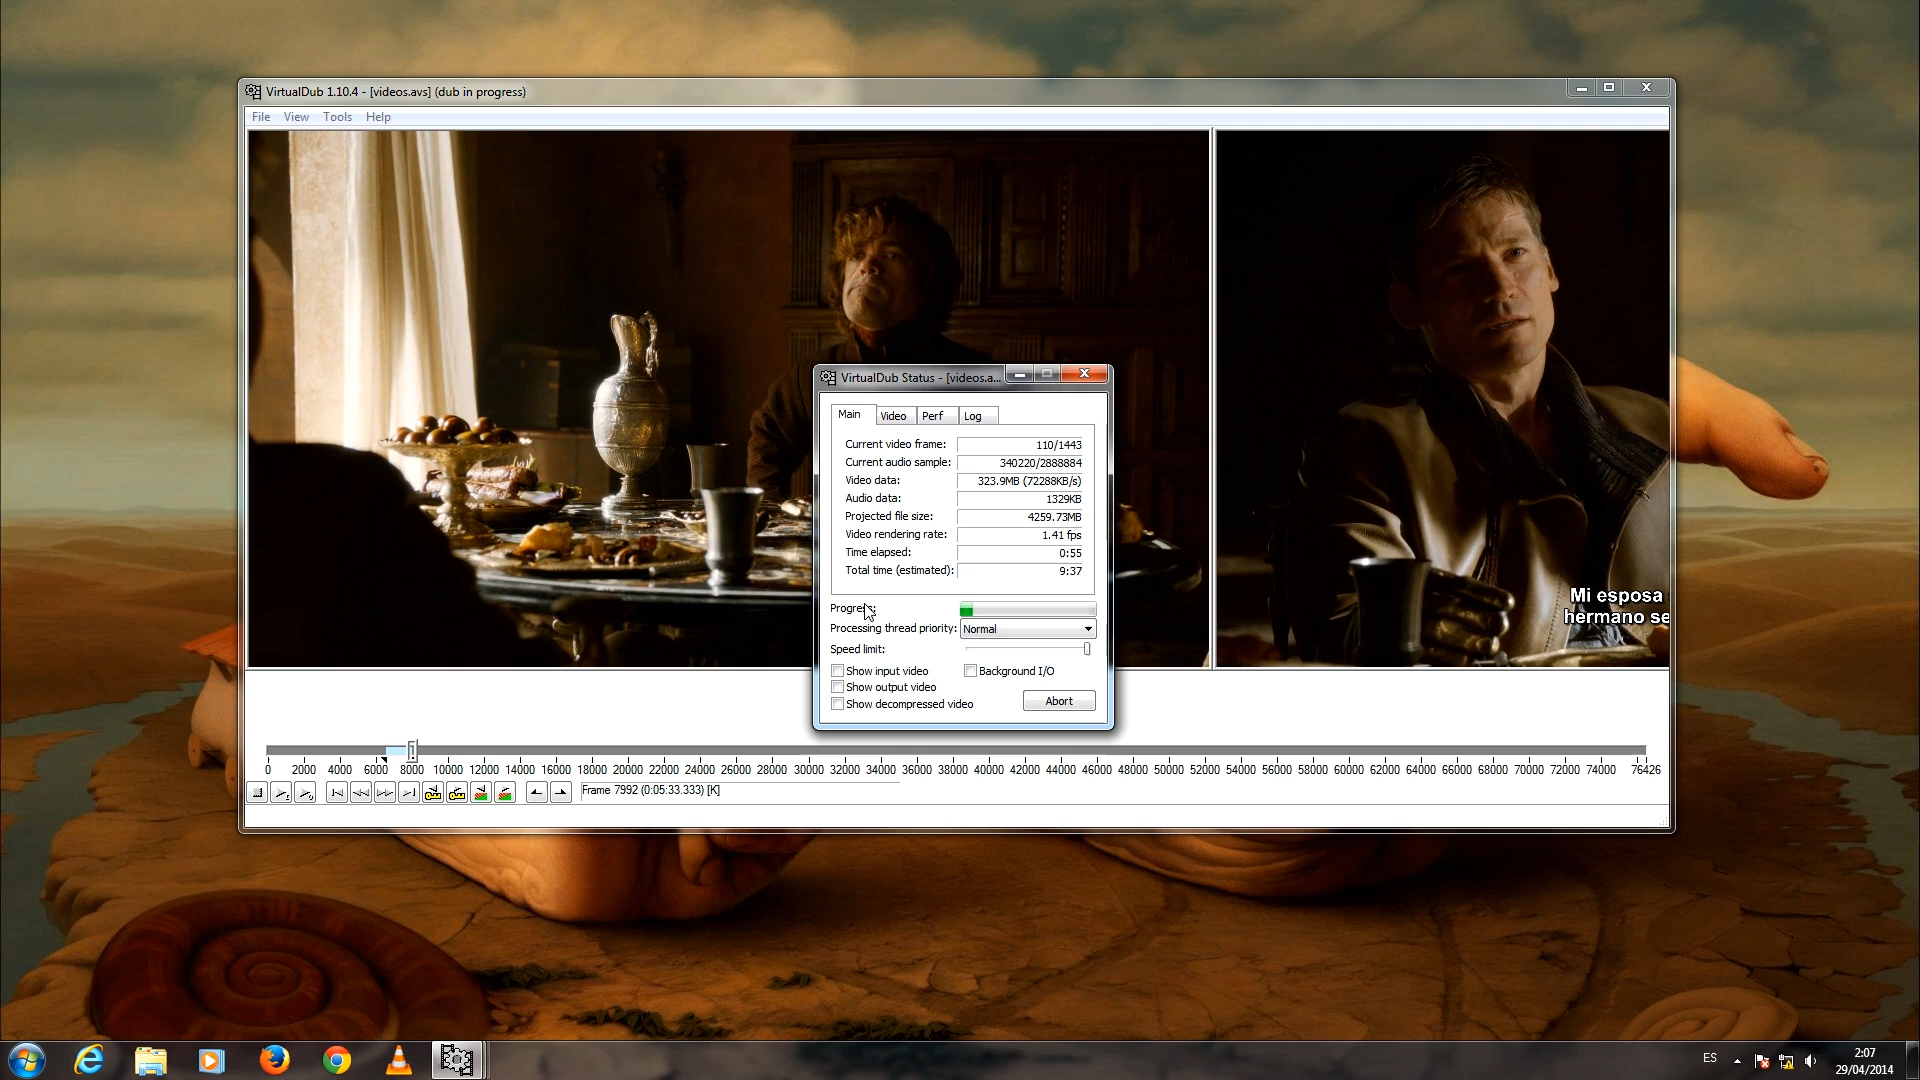 VirtualDub 1.10.4 - [videos.avs] (dub in progress)
File View Tools Help
Mi esposa
hermano se
VirtualDub Status - [videos.a...
Main Video Perf Log
Current video frame: 110/1443
Current audio sample: 340220/2888884
Video data: 323.9MB (72288KB/s)
Audio data: 1329KB
Projected file size: 4259.73MB
Video rendering rate: 1.41 fps
Time elapsed: 0:55
Total time (estimated): 9:37
Progress:
Processing thread priority: Normal
Speed limit:
Show input video Background I/O
Show output video
Show decompressed video
Abort
0 2000 4000 6000 8000 10000 12000 14000 16000 18000 20000 22000 24000 26000 28000 30000 32000 34000 36000 38000 40000 42000 44000 46000 48000 50000 52000 54000 56000 58000 60000 62000 64000 66000 68000 70000 72000 74000 76426
Frame 7992 (0:05:33.333) [K]
ES
2:07
29/04/2014